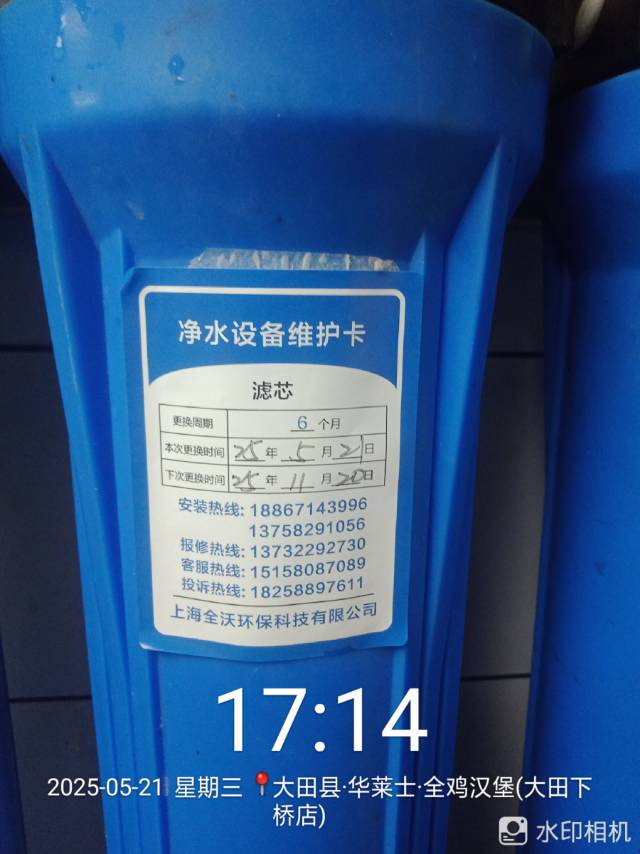 净水设备维护卡
滤芯
更换周期 6 个月
本次更换时间 25 年 5 月 21 日
下次更换时间 25 年 11 月 20 日
安装热线: 18867143996
13758291056
报修热线: 13732292730
客服热线: 15158087089
投诉热线: 18258897611
上海全沃环保科技有限公司
17:14
2025-05-21 星期三 📍大田县·华莱士·全鸡汉堡(大田下
桥店)
水印相机